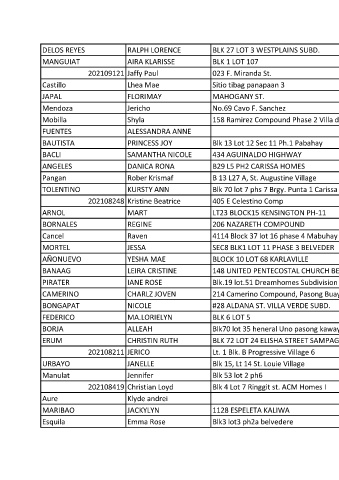 DELOS REYES RALPH LORENCE BLK 27 LOT 3 WESTPLAINS SUBD.
MANGUIAT AIRA KLARISSE BLK 1 LOT 107
202109121 Jaffy Paul 023 F. Miranda St.
Castillo Lhea Mae Sitio tibag panapaan 3
JAPAL FLORIMAY MAHOGANY ST.
Mendoza Jericho No.69 Cavo F. Sanchez
Mobilla Shyla 158 Ramirez Compound Phase 2 Villa d
FUENTES ALESSANDRA ANNE
BAUTISTA PRINCESS JOY Blk 13 Lot 12 Sec 11 Ph.1 Pabahay
BACLI SAMANTHA NICOLE 434 AGUINALDO HIGHWAY
ANGELES DANICA RONA B29 L5 PH2 CARISSA HOMES
Pangan Rober Krismaf B 13 L27 A, St. Augustine Village
TOLENTINO KURSTY ANN Blk 70 lot 7 phs 7 Brgy. Punta 1 Carissa
202108248 Kristine Beatrice 405 E Celestino Comp
ARNOL MART LT23 BLOCK15 KENSINGTON PH-11
BORNALES REGINE 206 NAZARETH COMPOUND
Cancel Raven 4114 Block 37 lot 16 phase 4 Mabuhay
MORTEL JESSA SEC8 BLK1 LOT 11 PHASE 3 BELVEDER
AÑONUEVO YESHA MAE BLOCK 10 LOT 68 KARLAVILLE
BANAAG LEIRA CRISTINE 148 UNITED PENTECOSTAL CHURCH BE
PIRATER IANE ROSE Blk.19 lot.51 Dreamhomes Subdivision
CAMERINO CHARLZ JOVEN 214 Camerino Compound, Pasong Buay
BONGAPAT NICOLE #28 ALDANA ST. VILLA VERDE SUBD.
FEDERICO MA.LORIELYN BLK 6 LOT 5
BORJA ALLEAH Blk70 lot 35 heneral Uno pasong kaway
ERUM CHRISTIN RUTH BLK 72 LOT 24 ELISHA STREET SAMPAG
202108211 JERICO Lt. 1 Blk. B Progressive Village 6
URBAYO JANELLE Blk 15, Lt 14 St. Louie Village
Manulat Jennifer Blk 53 lot 2 ph6
202108419 Christian Loyd Blk 4 Lot 7 Ringgit st. ACM Homes I
Aure Klyde andrei
MARIBAO JACKYLYN 1128 ESPELETA KALIWA
Esquila Emma Rose Blk3 lot3 ph2a belvedere